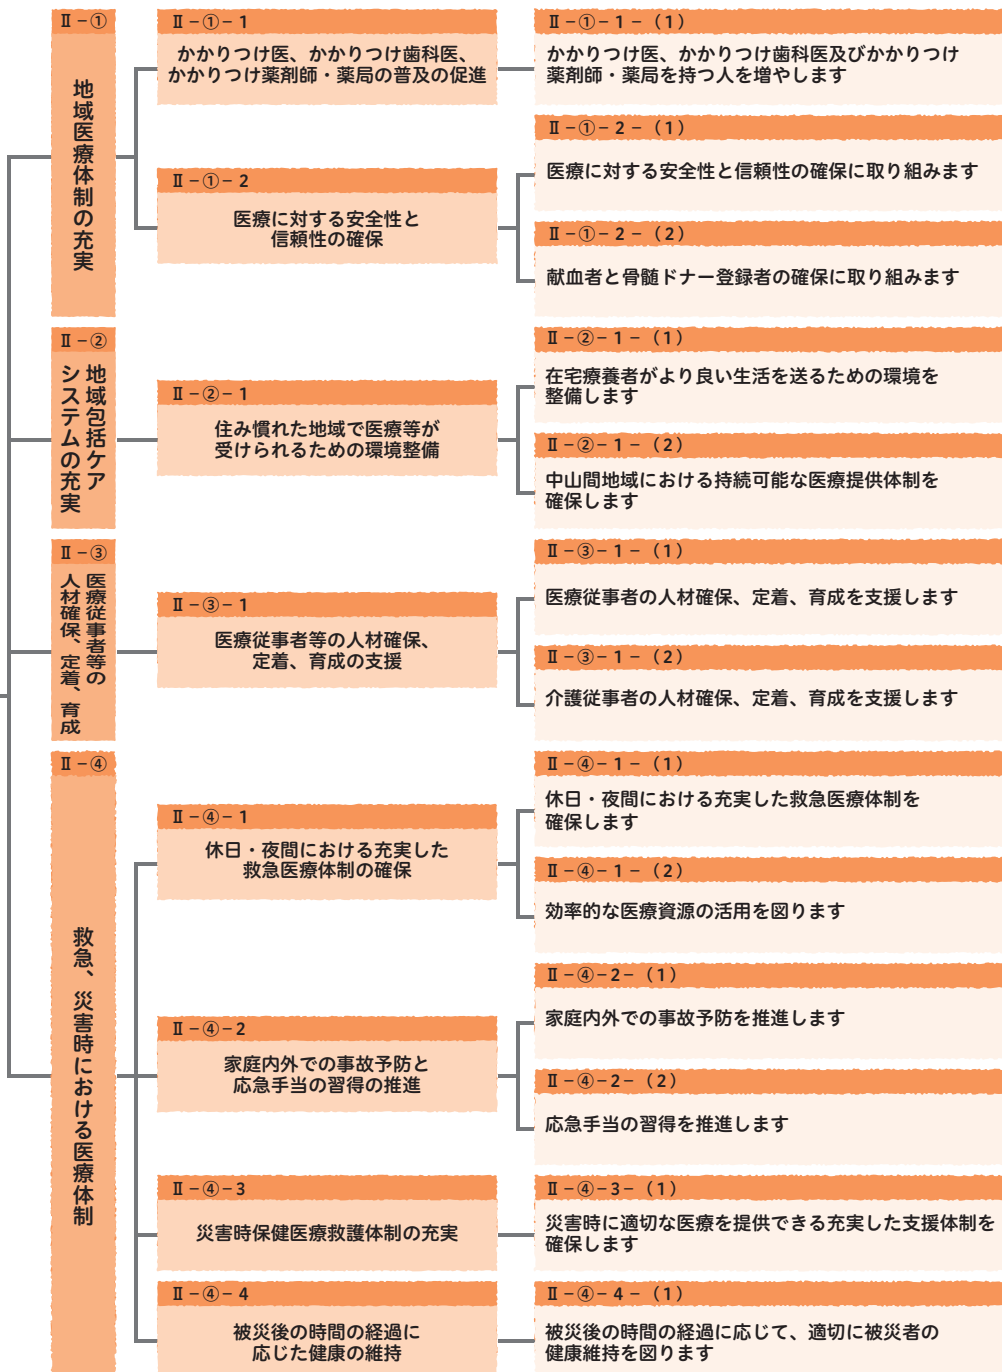 Ⅱ－①
地域医療体制の充実
Ⅱ－①－1
かかりつけ医、かかりつけ歯科医、
かかりつけ薬剤師・薬局の普及の促進
Ⅱ－①－1－（1）
かかりつけ医、かかりつけ歯科医及びかかりつけ
薬剤師・薬局を持つ人を増やします
Ⅱ－①－2
医療に対する安全性と
信頼性の確保
Ⅱ－①－2－（1）
医療に対する安全性と信頼性の確保に取り組みます
Ⅱ－①－2－（2）
献血者と骨髄ドナー登録者の確保に取り組みます
Ⅱ－②
地域包括ケア
システムの充実
Ⅱ－②－1
住み慣れた地域で医療等が
受けられるための環境整備
Ⅱ－②－1－（1）
在宅療養者がより良い生活を送るための環境を
整備します
Ⅱ－②－1－（2）
中山間地域における持続可能な医療提供体制を
確保します
Ⅱ－③
医療従事者等の
人材確保、定着、育成
Ⅱ－③－1
医療従事者等の人材確保、
定着、育成の支援
Ⅱ－③－1－（1）
医療従事者の人材確保、定着、育成を支援します
Ⅱ－③－1－（2）
介護従事者の人材確保、定着、育成を支援します
Ⅱ－④
救急、災害時における医療体制
Ⅱ－④－1
休日・夜間における充実した
救急医療体制の確保
Ⅱ－④－1－（1）
休日・夜間における充実した救急医療体制を
確保します
Ⅱ－④－1－（2）
効率的な医療資源の活用を図ります
Ⅱ－④－2
家庭内外での事故予防と
応急手当の習得の推進
Ⅱ－④－2－（1）
家庭内外での事故予防を推進します
Ⅱ－④－2－（2）
応急手当の習得を推進します
Ⅱ－④－3
災害時保健医療救護体制の充実
Ⅱ－④－3－（1）
災害時に適切な医療を提供できる充実した支援体制を
確保します
Ⅱ－④－4
被災後の時間の経過に
応じた健康の維持
Ⅱ－④－4－（1）
被災後の時間の経過に応じて、適切に被災者の
健康維持を図ります